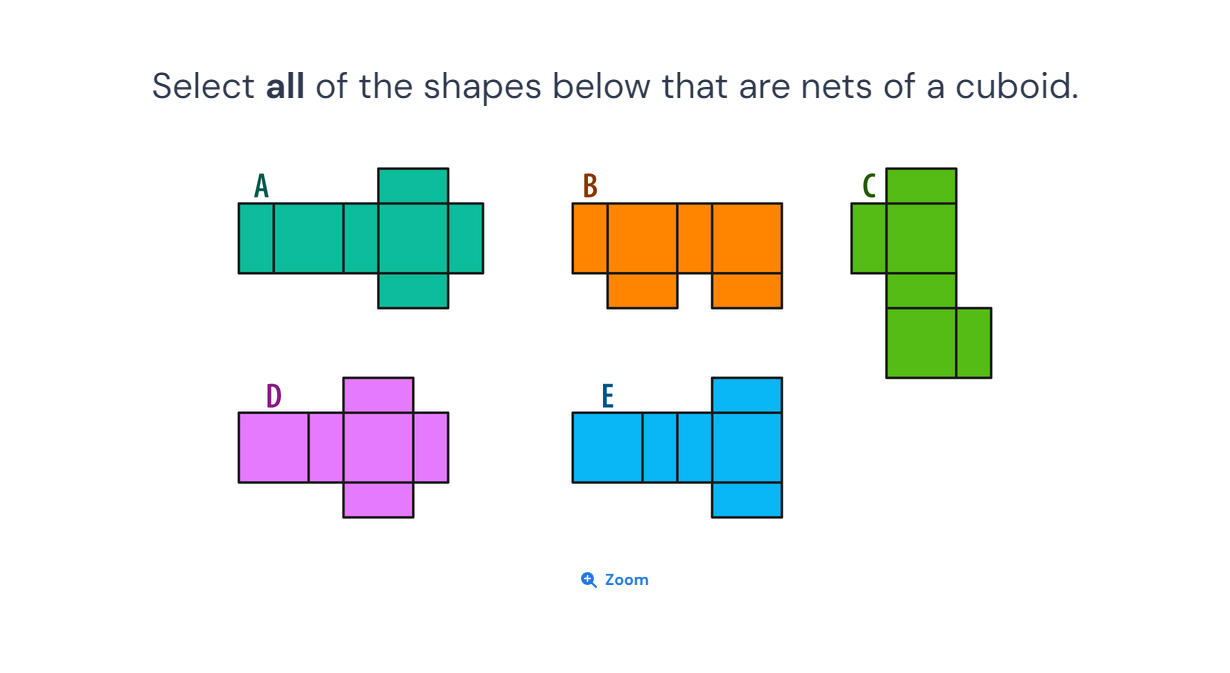 Select all of the shapes below that are nets of a cuboid.
A
B
C
D
E
Zoom